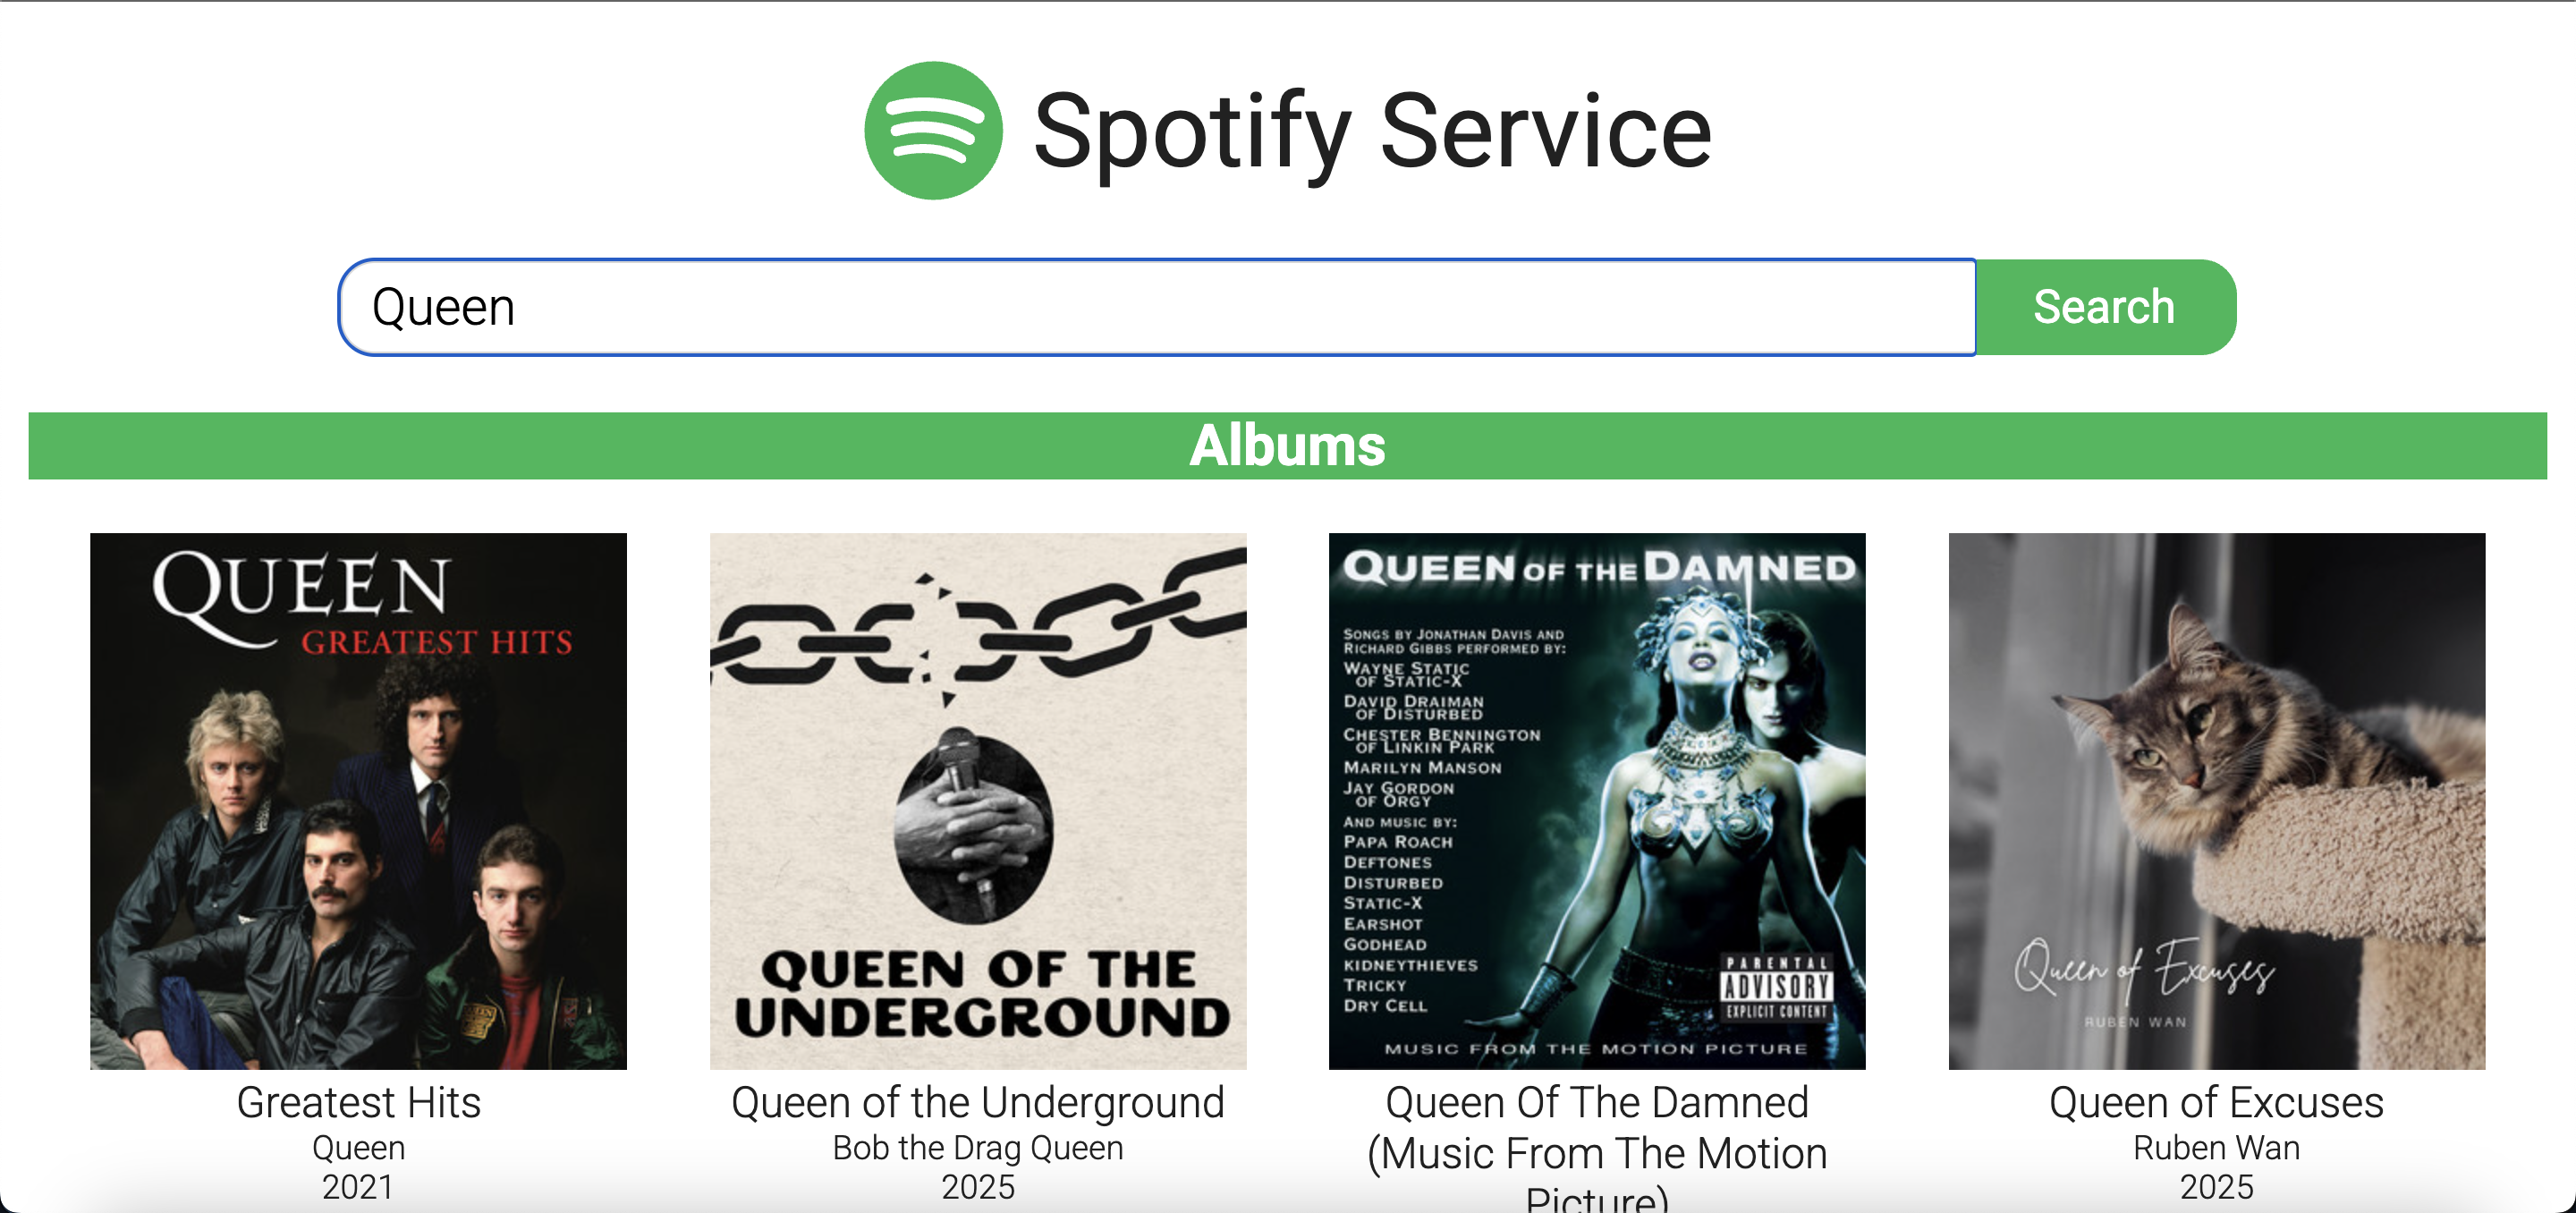 Spotify Service
Queen
Search
Albums
QUEEN
GREATEST HITS
Greatest Hits
Queen
2021
QUEEN OF THE
UNDERGROUND
Queen of the Underground
Bob the Drag Queen
2025
QUEEN OF THE DAMNED
SONGS BY JONATHAN DAVIS AND
RICHARD GIBBS PERFORMED BY:
WAYNE STATIC
OF STATIC-X
DAVID DRAIMAN
OF DISTURBED
CHESTER BENNINGTON
OF LINKIN PARK
MARILYN MANSON
JAY GORDON
OF ORGY
AND MUSIC BY:
PAPA ROACH
DEFTONES
DISTURBED
STATIC-X
EARSHOT
GODHEAD
KIDNEYTHIEVES
TRICKY
DRY CELL
PARENTAL
ADVISORY
EXPLICIT CONTENT
MUSIC FROM THE MOTION PICTURE
Queen Of The Damned
(Music From The Motion
Picture)
Queen of Excuses
RUBEN WAN
Queen of Excuses
Ruben Wan
2025